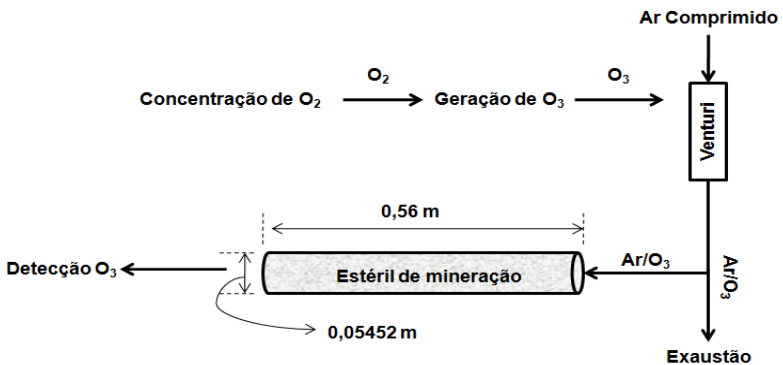 Ar Comprimido
O₂
O₃
Concentração de O₂
Geração de O₃
Venturi
0,56 m
Detecção O₃
Estéril de mineração
Ar/O₃
Ar/O₃
0,05452 m
Exaustão